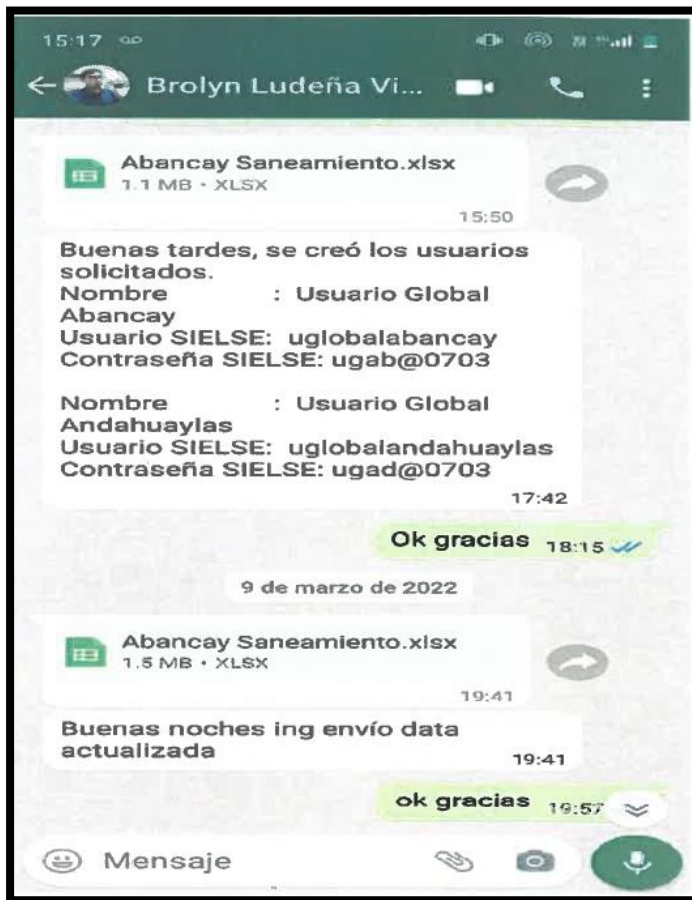 15:17
Brolyn Ludeña Vi...
Abancay Saneamiento.xlsx
1.1 MB · XLSX
15:50
Buenas tardes, se creó los usuarios
solicitados.
Nombre : Usuario Global
Abancay
Usuario SIELSE: uglobalabancay
Contraseña SIELSE: ugab@0703
Nombre : Usuario Global
Andahuaylas
Usuario SIELSE: uglobalandahuaylas
Contraseña SIELSE: ugad@0703
17:42
Ok gracias 18:15
9 de marzo de 2022
Abancay Saneamiento.xlsx
1.5 MB · XLSX
19:41
Buenas noches ing envío data
actualizada
19:41
ok gracias 19:57
Mensaje